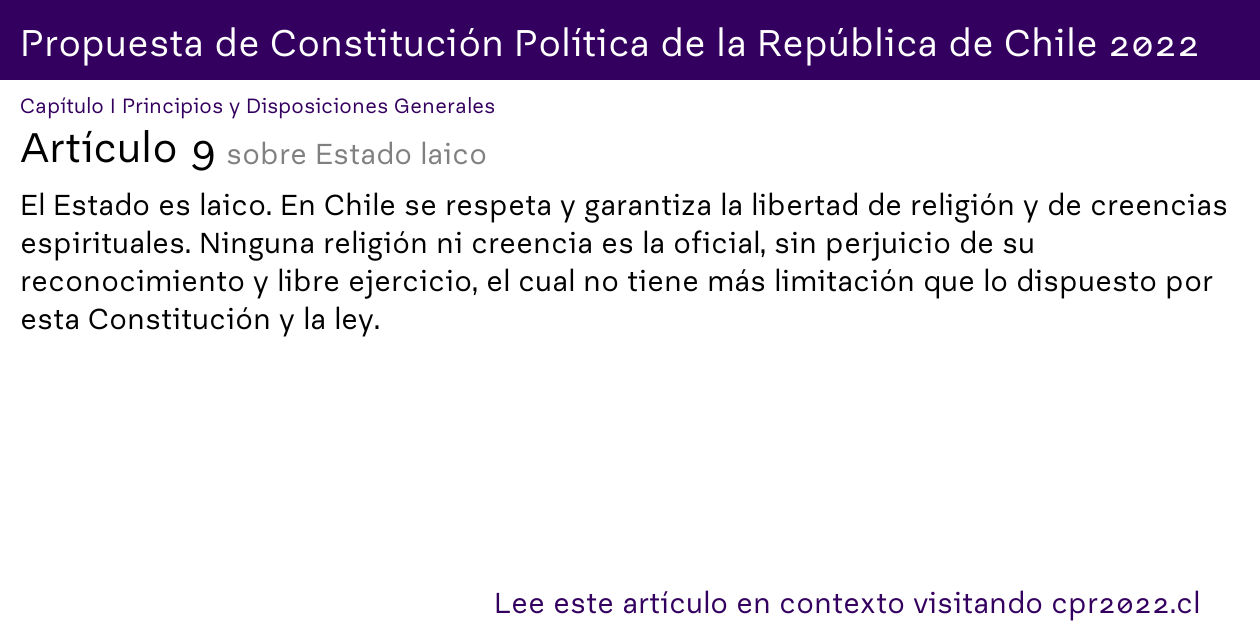 Propuesta de Constitución Política de la República de Chile 2022
Capítulo I Principios y Disposiciones Generales
Artículo 9 sobre Estado laico
El Estado es laico. En Chile se respeta y garantiza la libertad de religión y de creencias
espirituales. Ninguna religión ni creencia es la oficial, sin perjuicio de su
reconocimiento y libre ejercicio, el cual no tiene más limitación que lo dispuesto por
esta Constitución y la ley.
Lee este artículo en contexto visitando cpr2022.cl